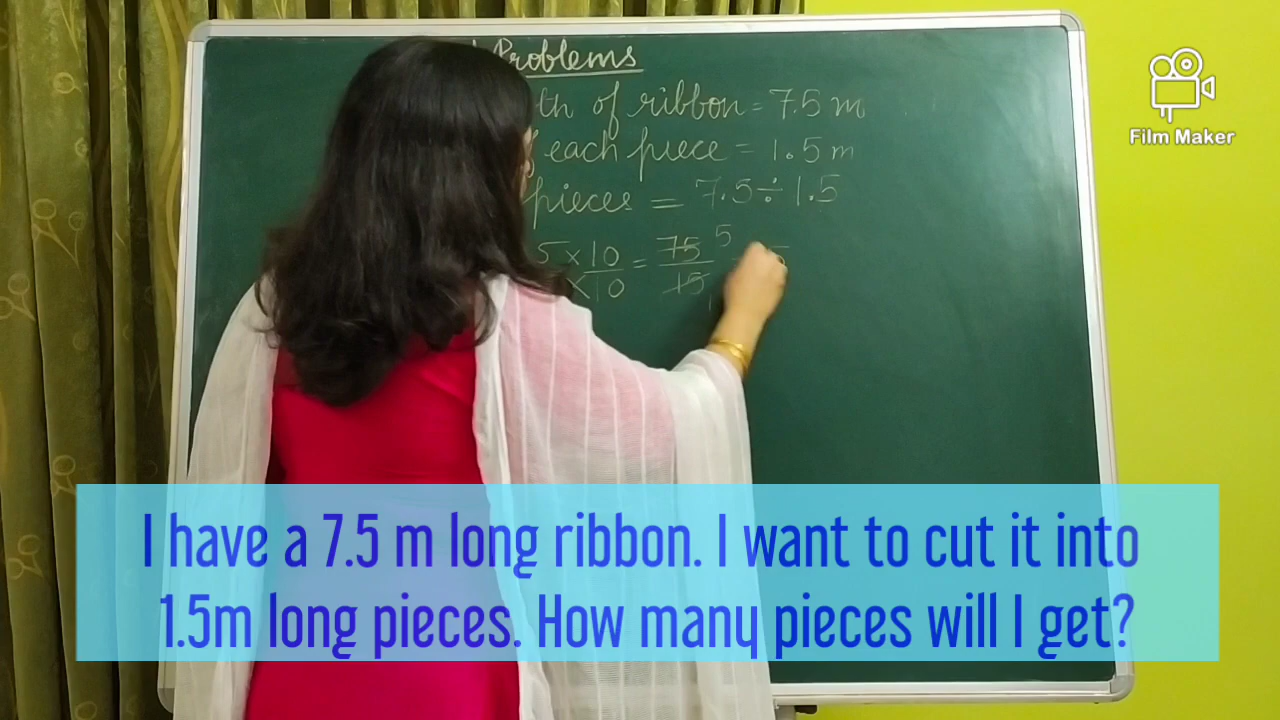 Problems
of ribbon = 7.5 m
each piece = 1.5 m
pieces = 7.5 ÷ 1.5
5 × 10 = 75 5
× 10 15
Film Maker
I have a 7.5 m long ribbon. I want to cut it into
1.5m long pieces. How many pieces will I get?